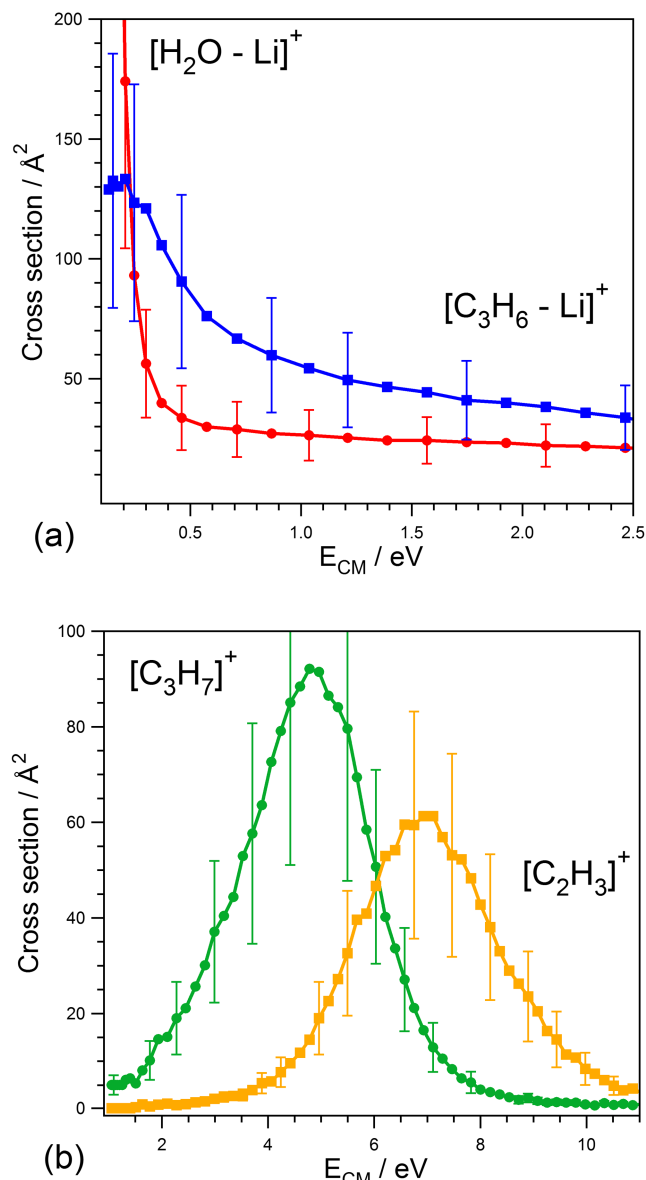 200
150
100
50
Cross section / Å²
[H₂O - Li]⁺
[C₃H₆ - Li]⁺
0.5 1.0 1.5 2.0 2.5
(a)
E_CM / eV
100
80
60
40
20
0
Cross section / Å²
[C₃H₇]⁺
[C₂H₃]⁺
2 4 6 8 10
(b)
E_CM / eV